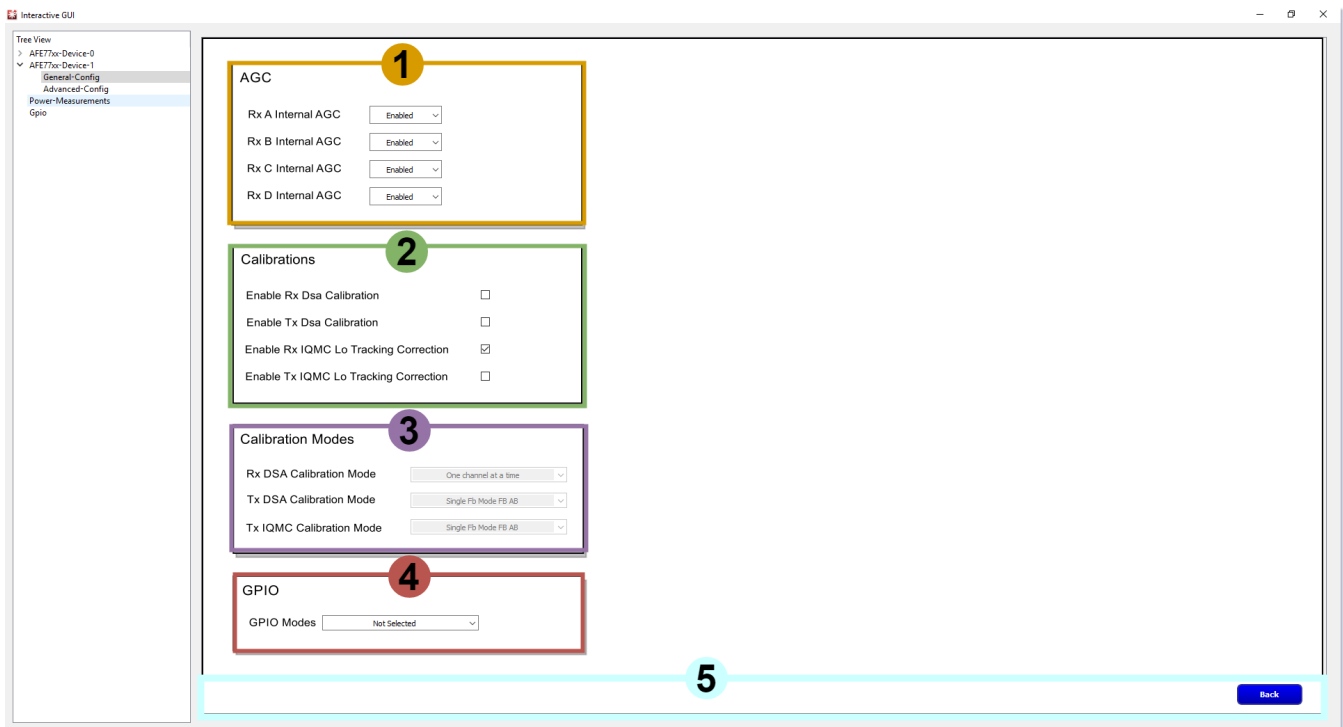 Interactive GUI
Tree View
AFE77xx-Device-0
AFE77xx-Device-1
General-Config
Advanced-Config
Power-Measurements
Gpio
1
AGC
Rx A Internal AGC Enabled
Rx B Internal AGC Enabled
Rx C Internal AGC Enabled
Rx D Internal AGC Enabled
2
Calibrations
Enable Rx Dsa Calibration
Enable Tx Dsa Calibration
Enable Rx IQMC Lo Tracking Correction
Enable Tx IQMC Lo Tracking Correction
3
Calibration Modes
Rx DSA Calibration Mode One channel at a time
Tx DSA Calibration Mode Single Fb Mode FB AB
Tx IQMC Calibration Mode Single Fb Mode FB AB
4
GPIO
GPIO Modes Not Selected
5
Back